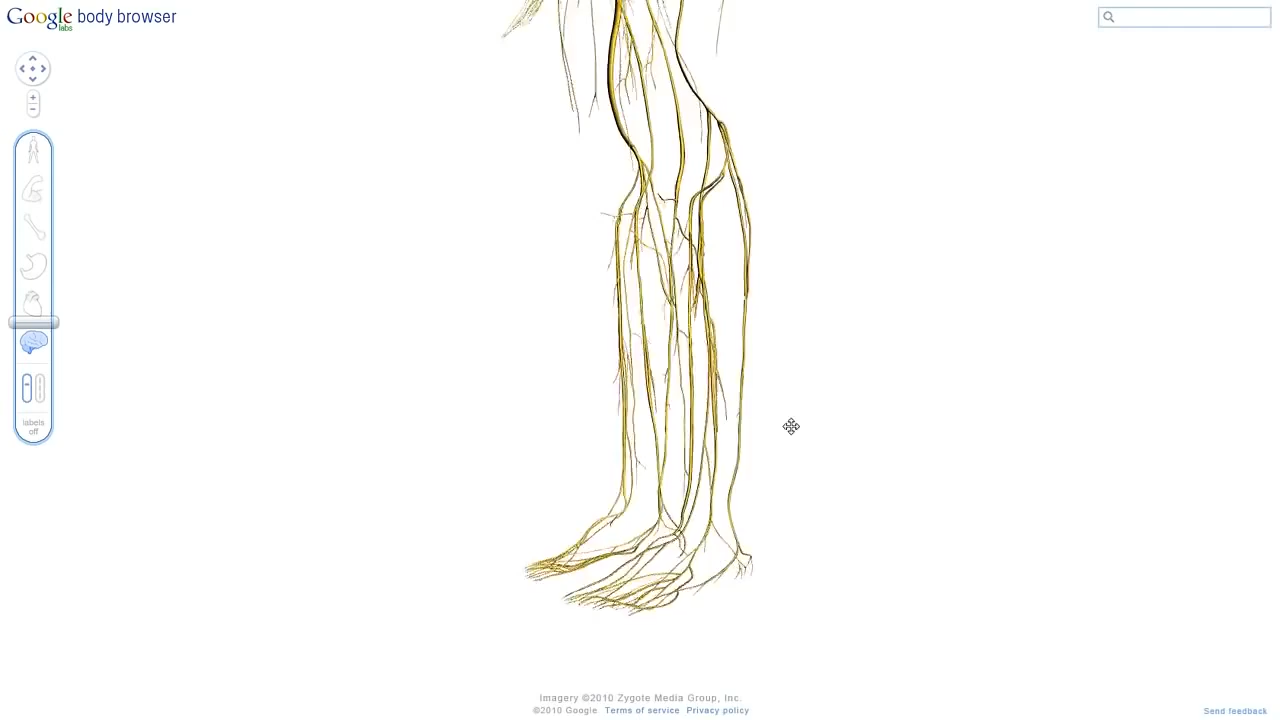 Google body browser
labs
labels
off
Imagery ©2010 Zygote Media Group, Inc.
©2010 Google Terms of service Privacy policy
Send feedback